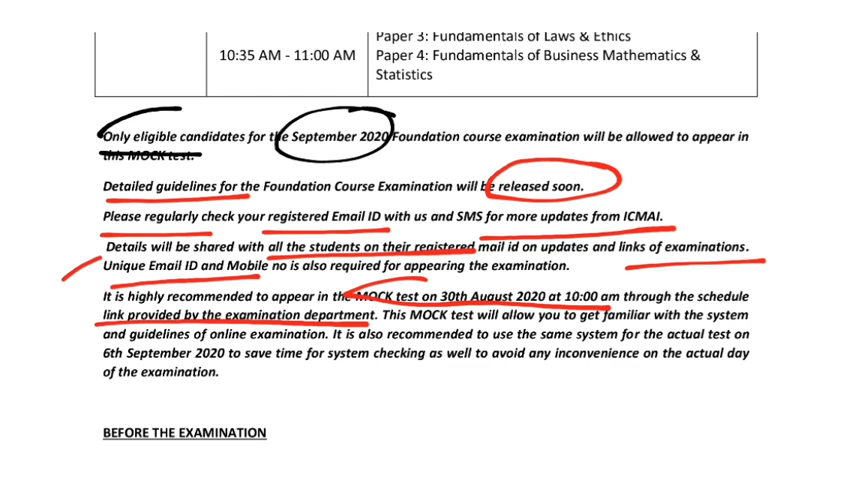 Paper 3: Fundamentals of Laws & Ethics
10:35 AM - 11:00 AM
Paper 4: Fundamentals of Business Mathematics &
Statistics
Only eligible candidates for the September 2020 Foundation course examination will be allowed to appear in
this MOCK test.
Detailed guidelines for the Foundation Course Examination will be released soon.
Please regularly check your registered Email ID with us and SMS for more updates from ICMAI.
Details will be shared with all the students on their registered mail id on updates and links of examinations.
Unique Email ID and Mobile no is also required for appearing the examination.
It is highly recommended to appear in the MOCK test on 30th August 2020 at 10:00 am through the schedule
link provided by the examination department. This MOCK test will allow you to get familiar with the system
and guidelines of online examination. It is also recommended to use the same system for the actual test on
6th September 2020 to save time for system checking as well to avoid any inconvenience on the actual day
of the examination.
BEFORE THE EXAMINATION